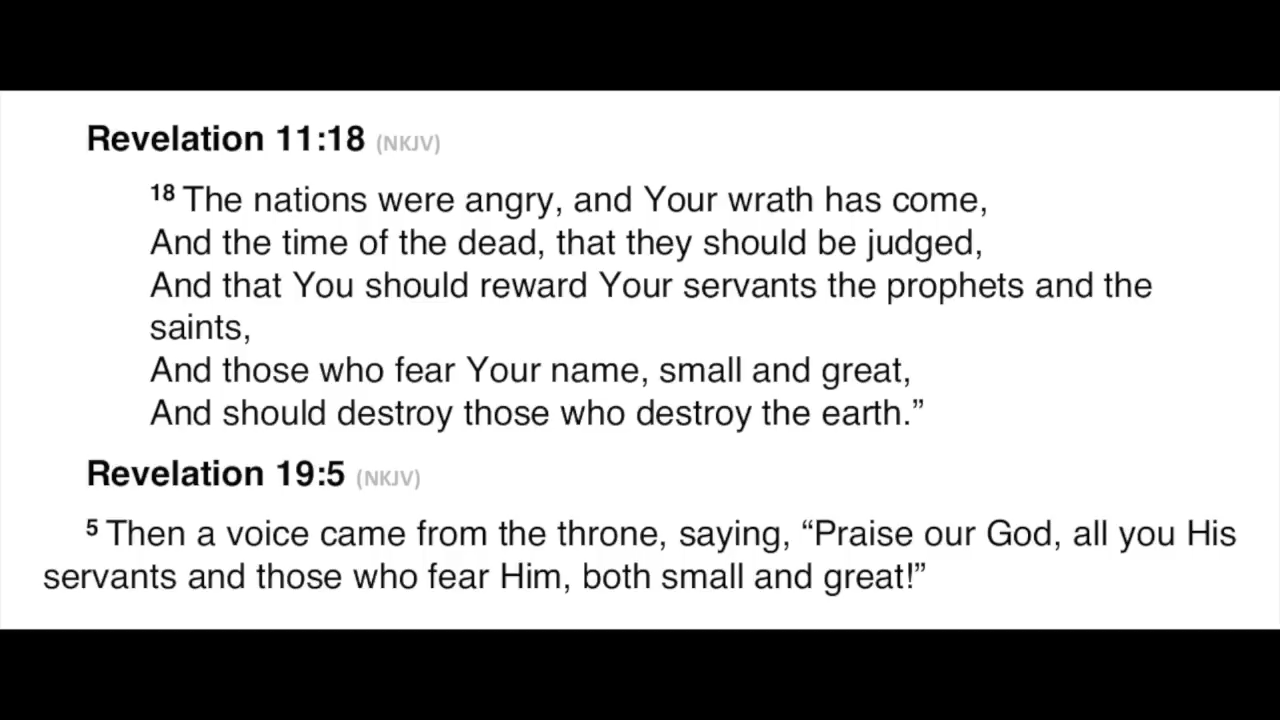 Revelation 11:18 (NKJV)
18 The nations were angry, and Your wrath has come,
And the time of the dead, that they should be judged,
And that You should reward Your servants the prophets and the
saints,
And those who fear Your name, small and great,
And should destroy those who destroy the earth.”
Revelation 19:5 (NKJV)
5 Then a voice came from the throne, saying, “Praise our God, all you His
servants and those who fear Him, both small and great!”